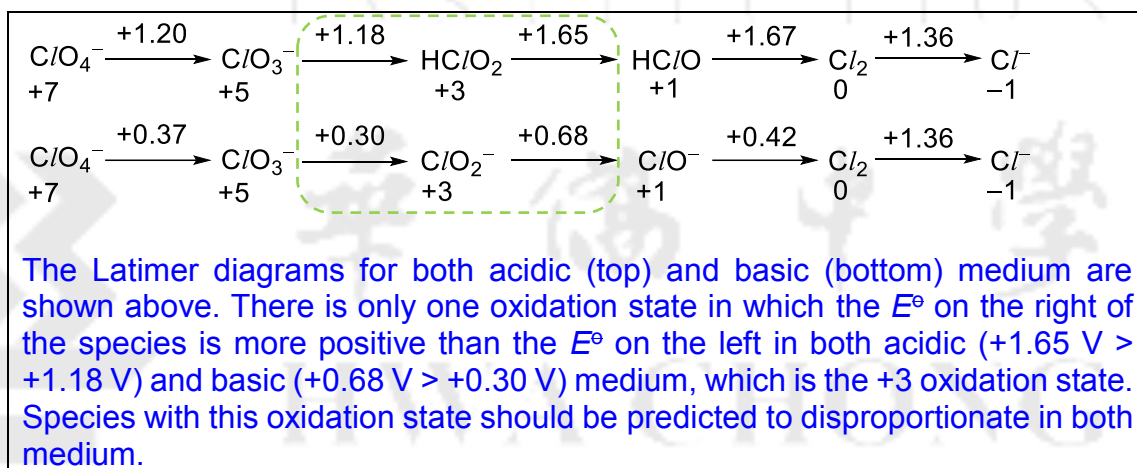 +1.20 +1.18 +1.65 +1.67 +1.36
ClO₄⁻ ClO₃⁻ HClO₂ HClO Cl₂ Cl⁻
+7 +5 +3 +1 0 –1
+0.37 +0.30 +0.68 +0.42 +1.36
ClO₄⁻ ClO₃⁻ ClO₂⁻ ClO⁻ Cl₂ Cl⁻
+7 +5 +3 +1 0 –1
The Latimer diagrams for both acidic (top) and basic (bottom) medium are
shown above. There is only one oxidation state in which the E⦵ on the right of
the species is more positive than the E⦵ on the left in both acidic (+1.65 V >
+1.18 V) and basic (+0.68 V > +0.30 V) medium, which is the +3 oxidation state.
Species with this oxidation state should be predicted to disproportionate in both
medium.
華僑中學
HWA CHONG